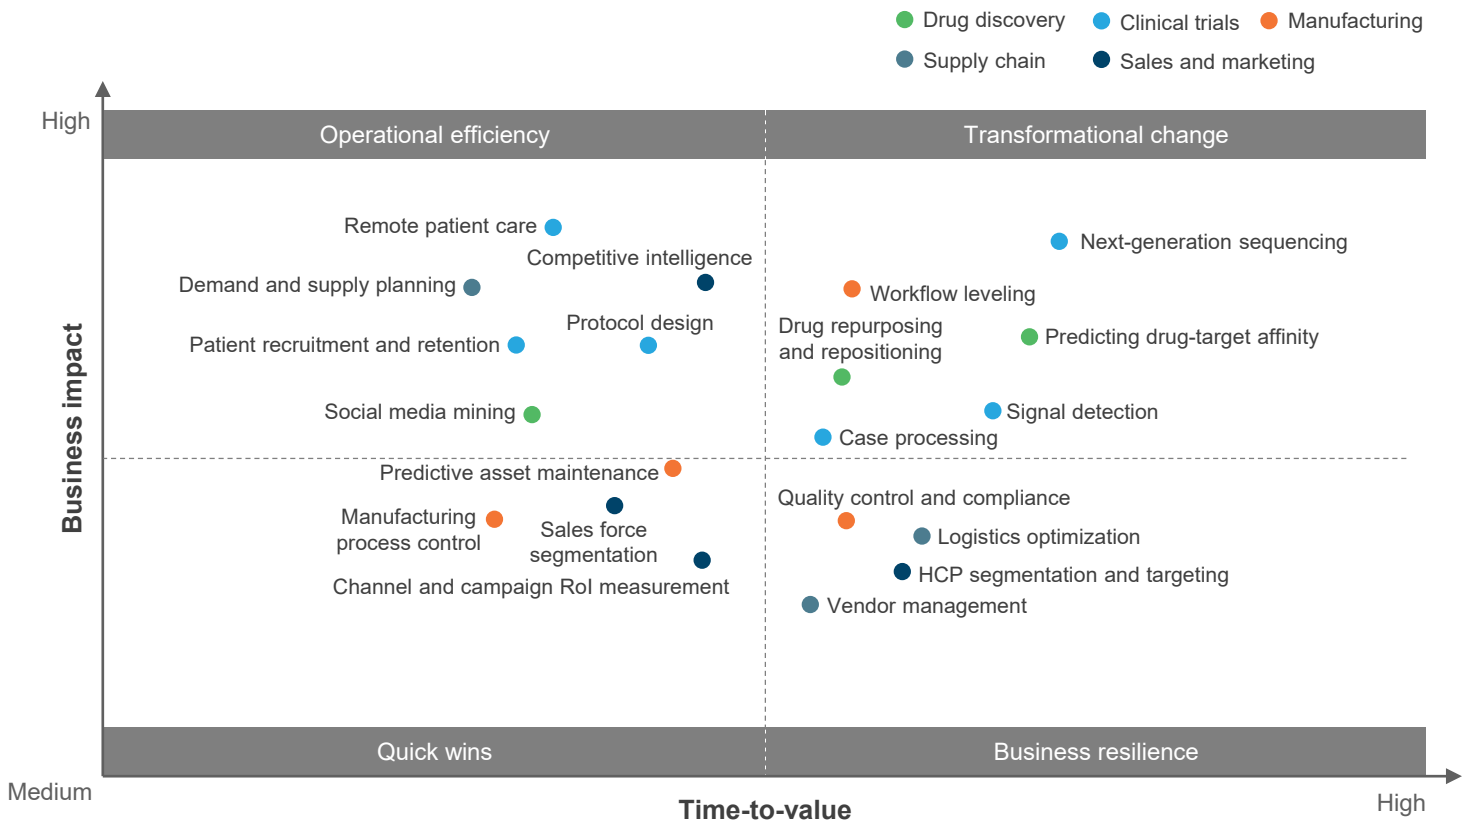 Drug discovery
Clinical trials
Manufacturing
Supply chain
Sales and marketing
High
Operational efficiency
Transformational change
Remote patient care
Next-generation sequencing
Competitive intelligence
Demand and supply planning
Workflow leveling
Protocol design
Drug repurposing
and repositioning
Predicting drug-target affinity
Patient recruitment and retention
Social media mining
Signal detection
Case processing
Business impact
Predictive asset maintenance
Quality control and compliance
Manufacturing
process control
Sales force
segmentation
Logistics optimization
HCP segmentation and targeting
Channel and campaign RoI measurement
Vendor management
Quick wins
Business resilience
Medium
Time-to-value
High